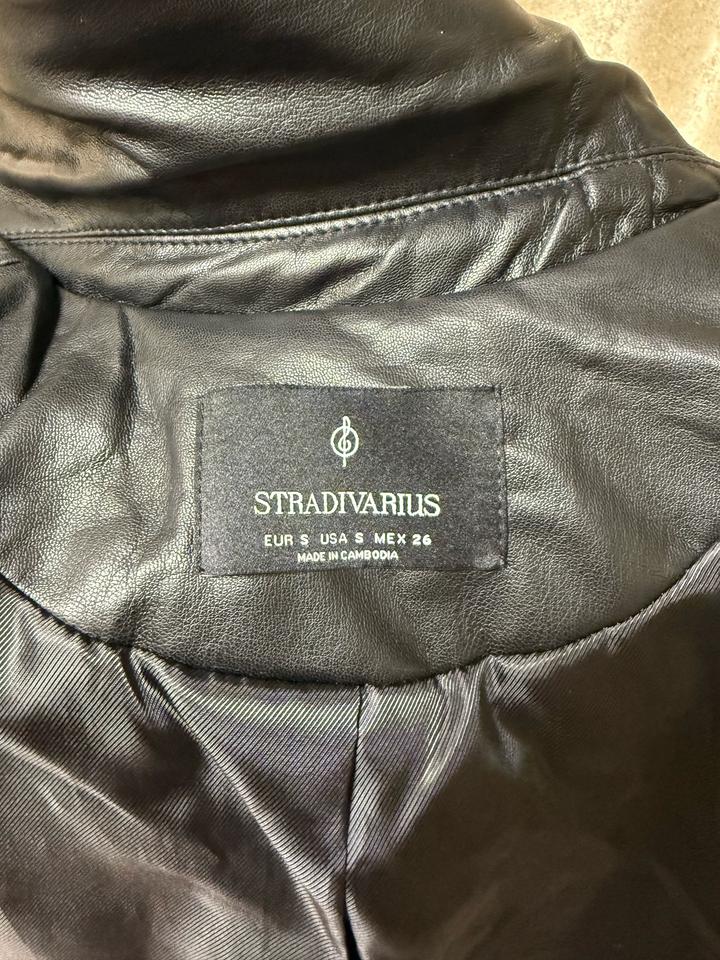 STRADIVARIUS
EUR S USA S MEX 26
MADE IN CAMBODIA